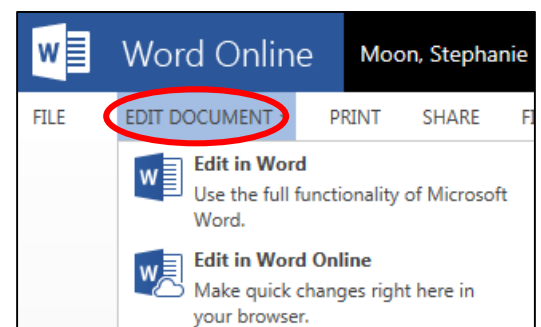 Word Online Moon, Stephanie
FILE EDIT DOCUMENT PRINT SHARE
Edit in Word
Use the full functionality of Microsoft
Word.
Edit in Word Online
Make quick changes right here in
your browser.